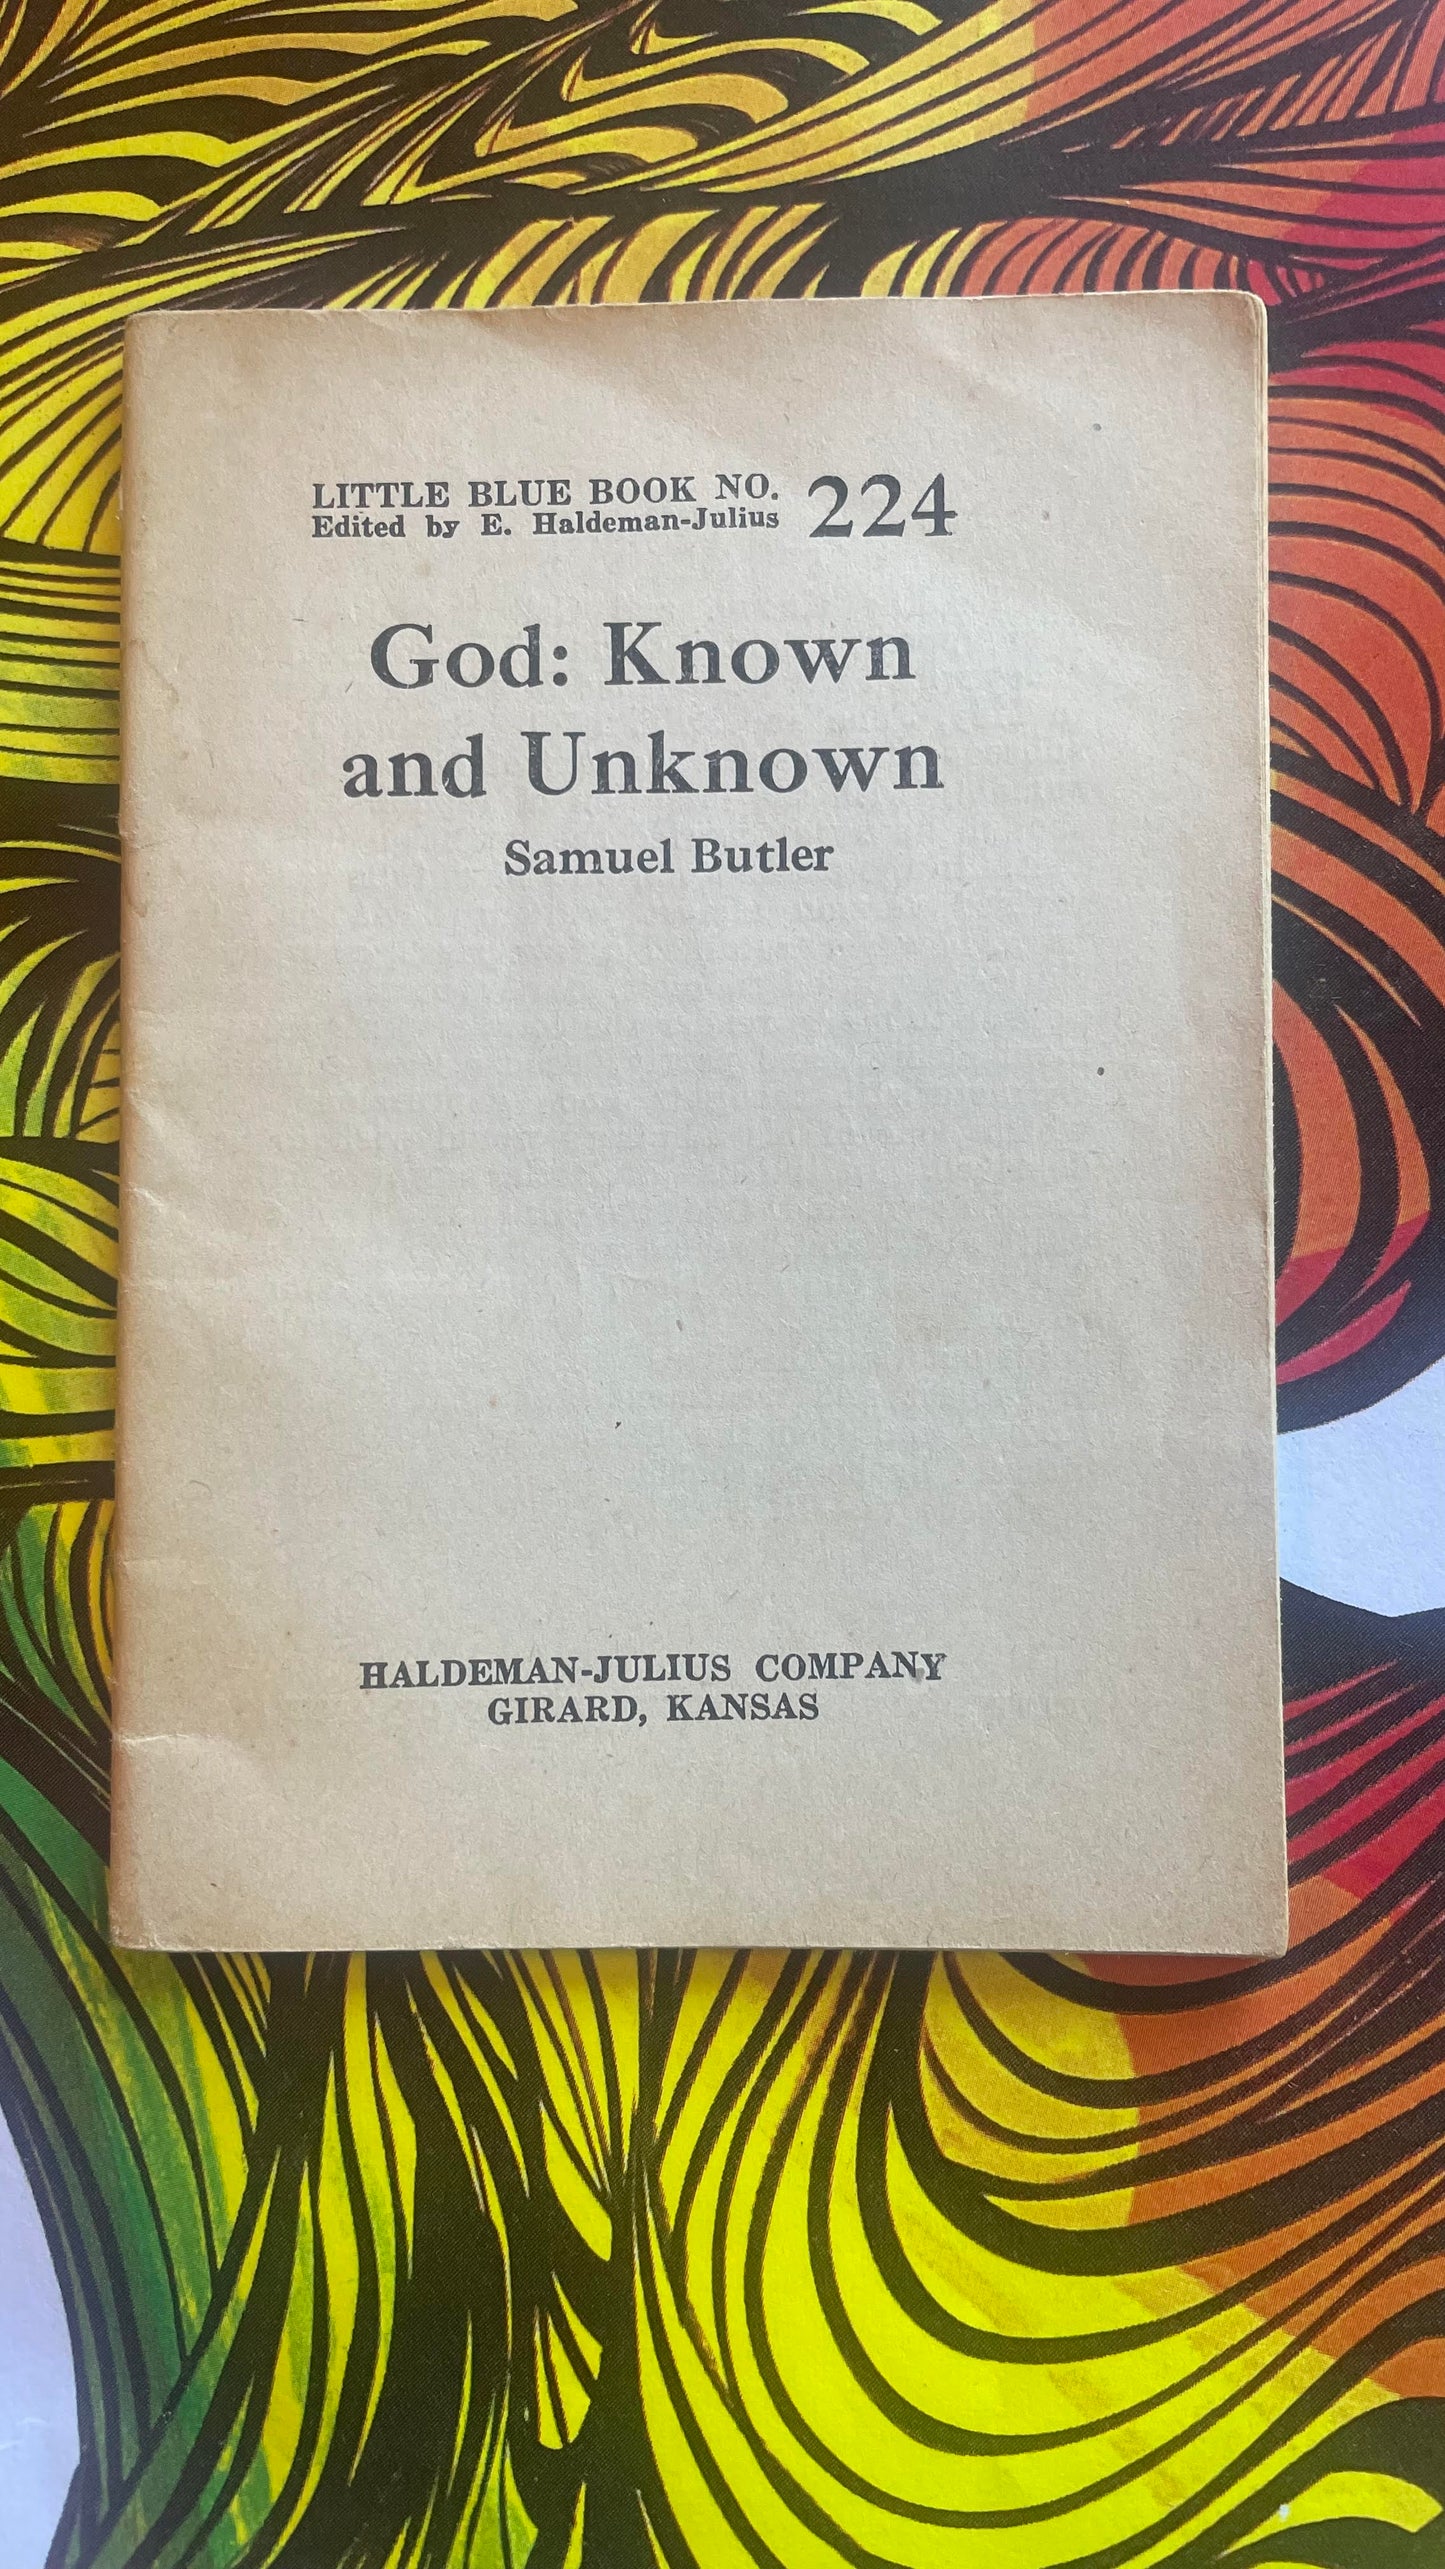 LITTLE BLUE BOOK NO. 224
Edited by E. Haldeman-Julius
God: Known
and Unknown
Samuel Butler
HALDEMAN-JULIUS COMPANY
GIRARD, KANSAS